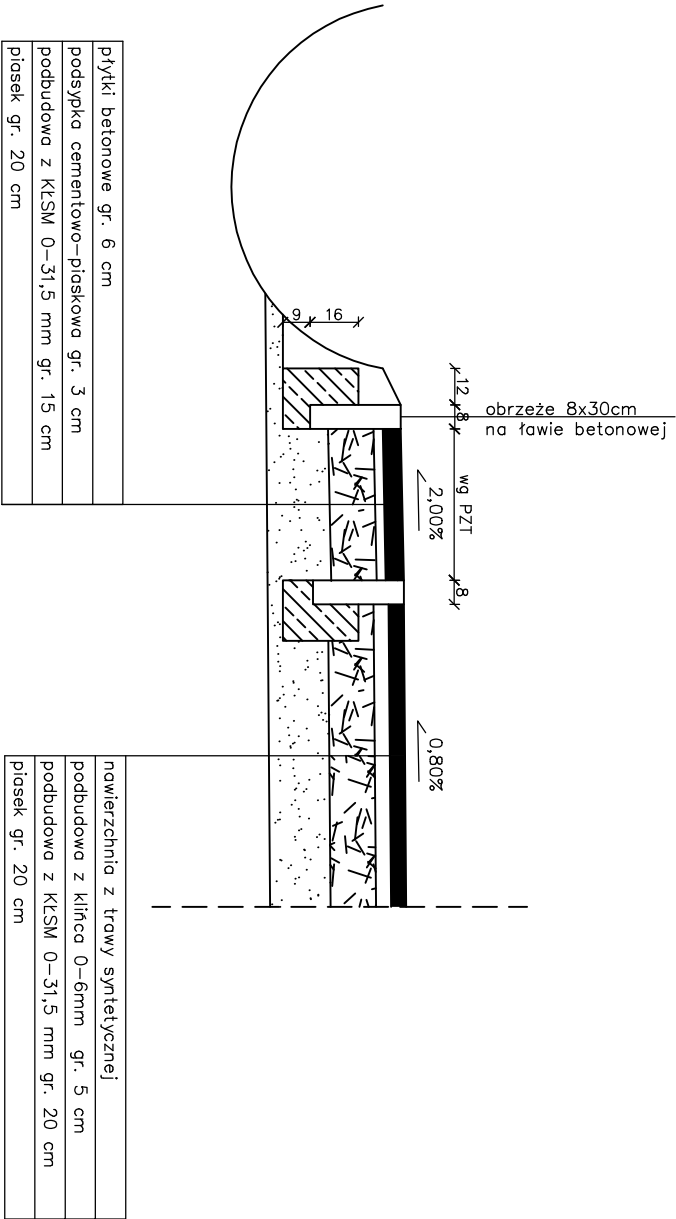 obrzeże 8x30cm
na ławie betonowej
12
8
wg PZT
8
9
16
2,00%
0,80%
płytki betonowe gr. 6 cm
podsypka cementowo-piaskowa gr. 3 cm
podbudowa z KŁSM 0-31,5 mm gr. 15 cm
piasek gr. 20 cm
nawierzchnia z trawy syntetycznej
podbudowa z klińca 0-6mm gr. 5 cm
podbudowa z KŁSM 0-31,5 mm gr. 20 cm
piasek gr. 20 cm